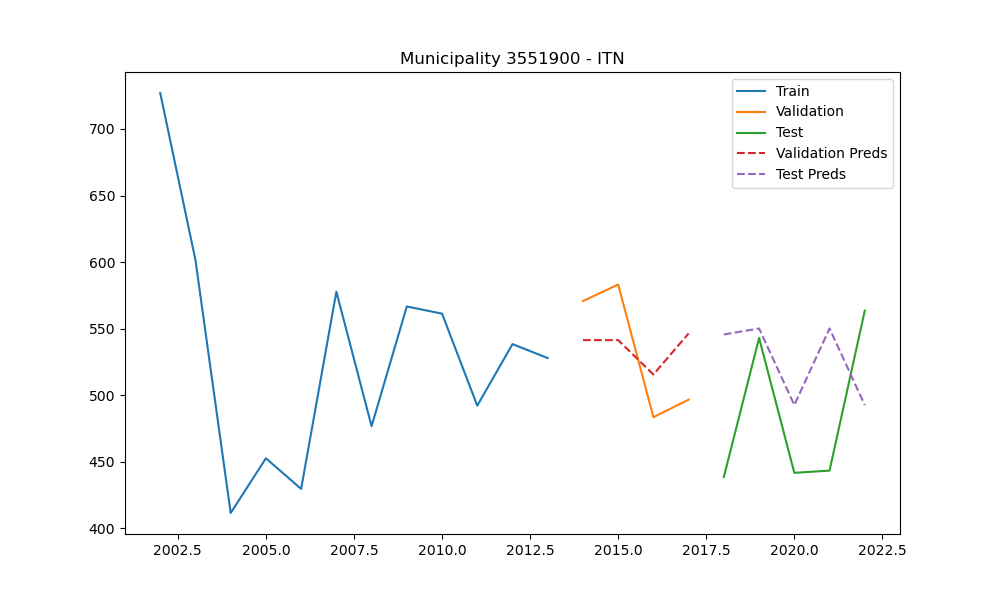 Municipality 3551900 - ITN
Train
Validation
Test
Validation Preds
Test Preds
700
650
600
550
500
450
400
2002.5 2005.0 2007.5 2010.0 2012.5 2015.0 2017.5 2020.0 2022.5